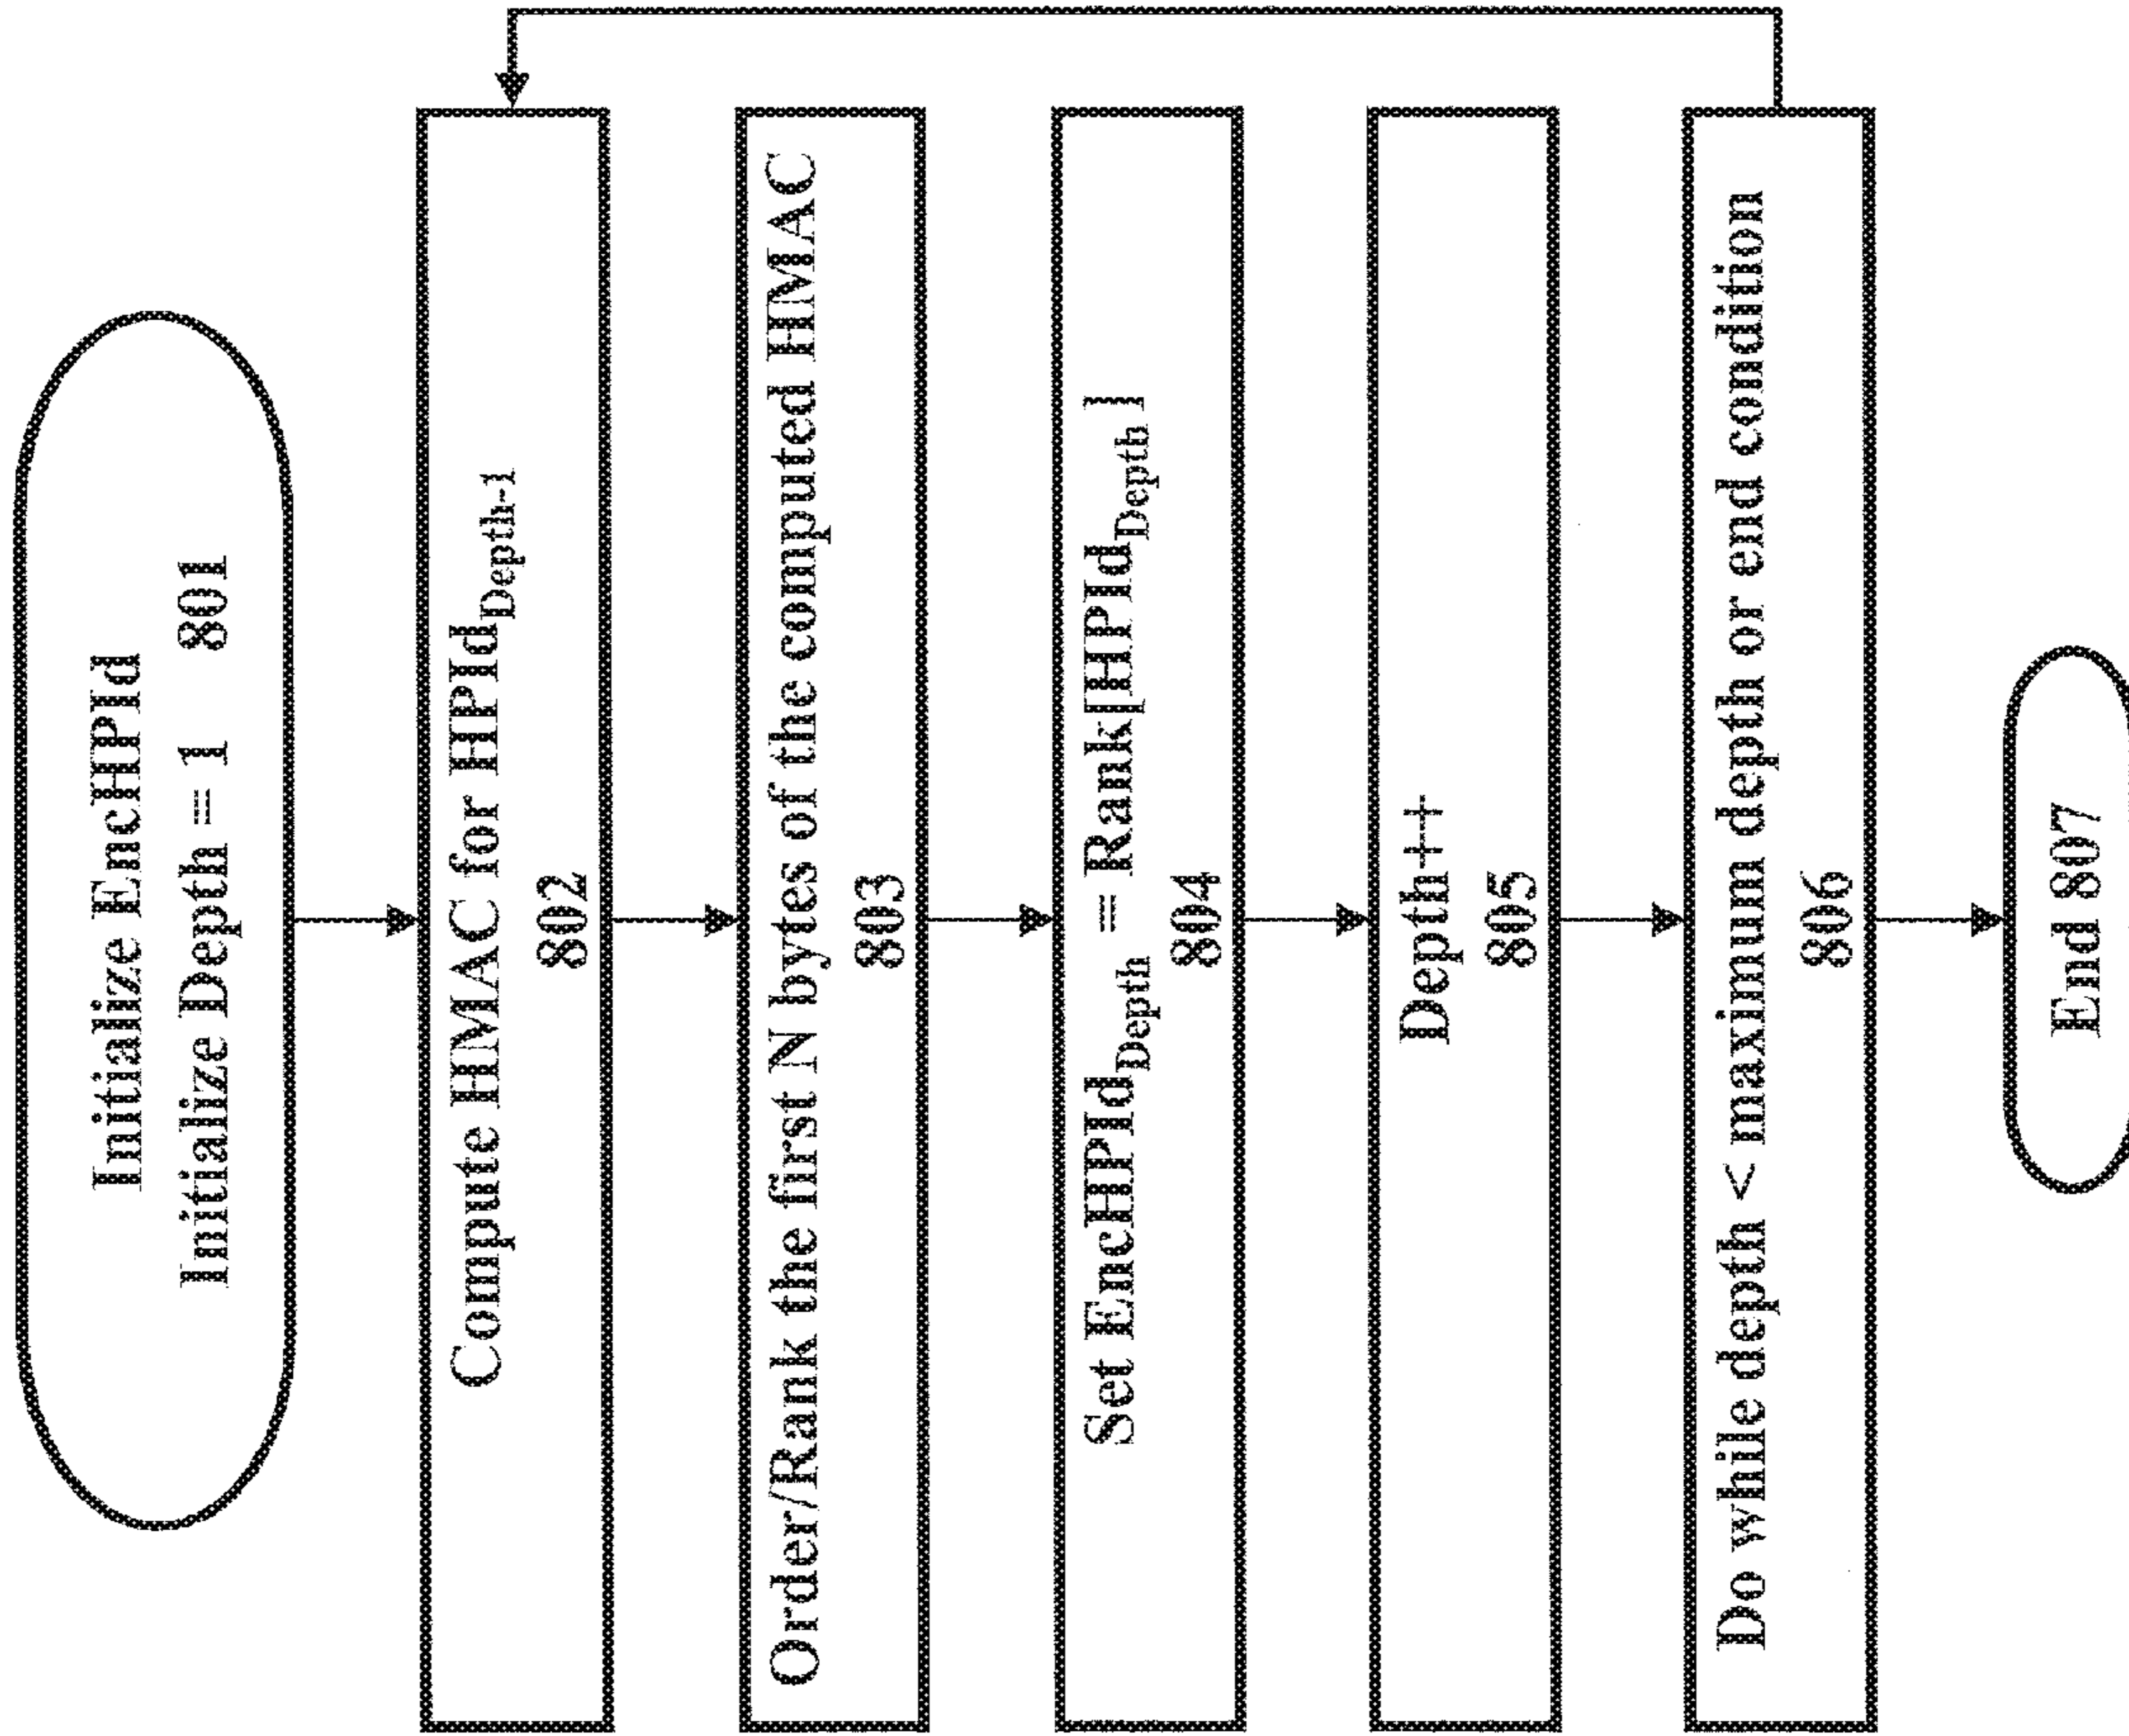 Initialize EncHPId
Initialize Depth = 1 801
Compute HMAC for HPId_Depth-1
802
Order/Rank the first N bytes of the computed HMAC
803
Set EncHPId_Depth = Rank[HPId_Depth]
804
Depth++
805
Do while depth < maximum depth or end condition
806
End 807